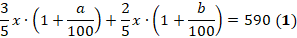 3/5 x · (1 + a/100) + 2/5 x · (1 + b/100) = 590 (1)